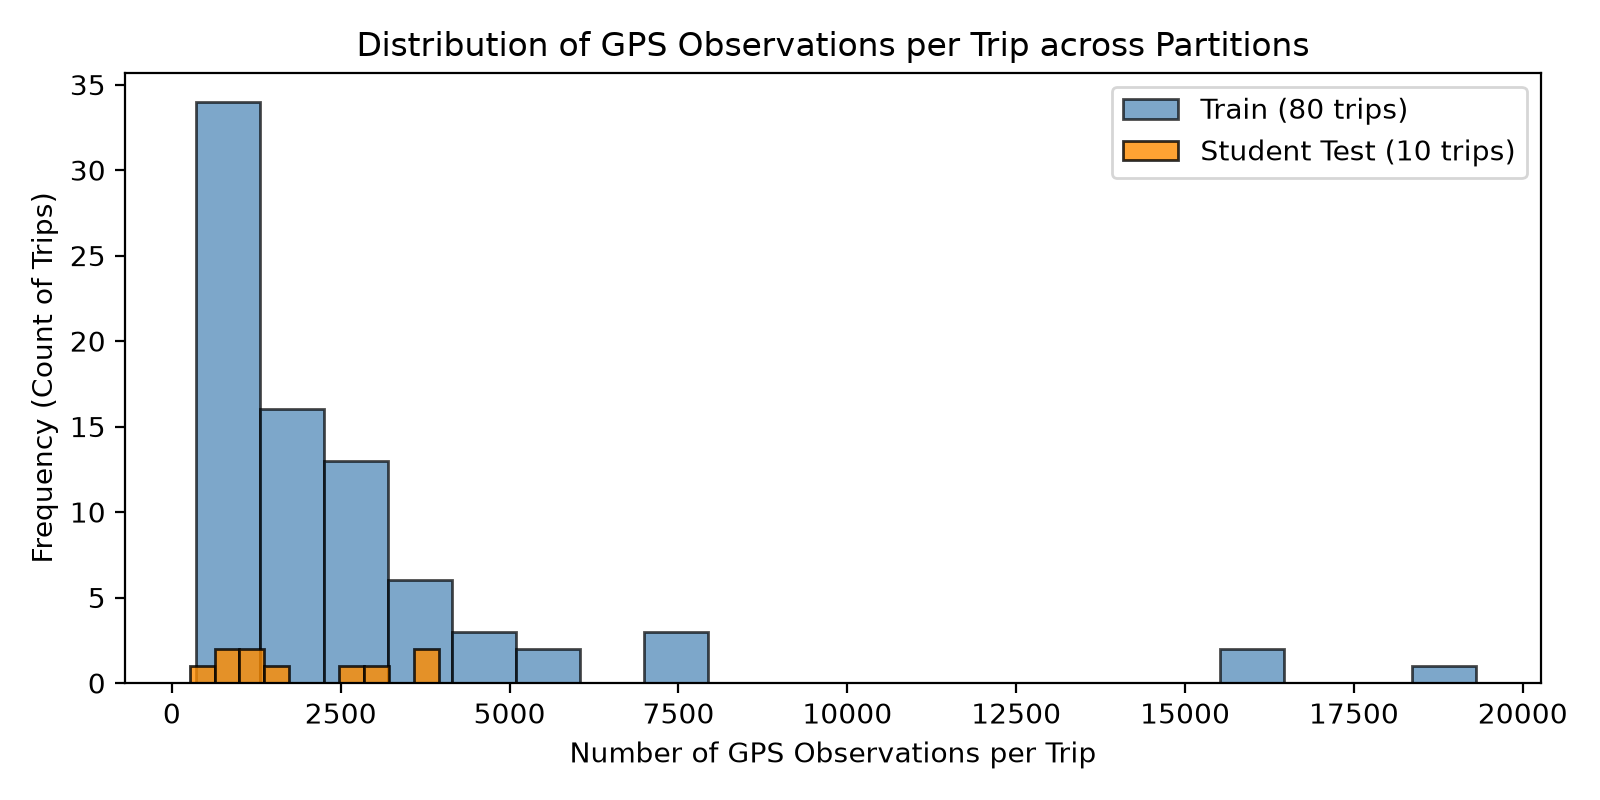 Distribution of GPS Observations per Trip across Partitions
Train (80 trips)
Student Test (10 trips)
Frequency (Count of Trips)
35
30
25
20
15
10
5
0
0 2500 5000 7500 10000 12500 15000 17500 20000
Number of GPS Observations per Trip